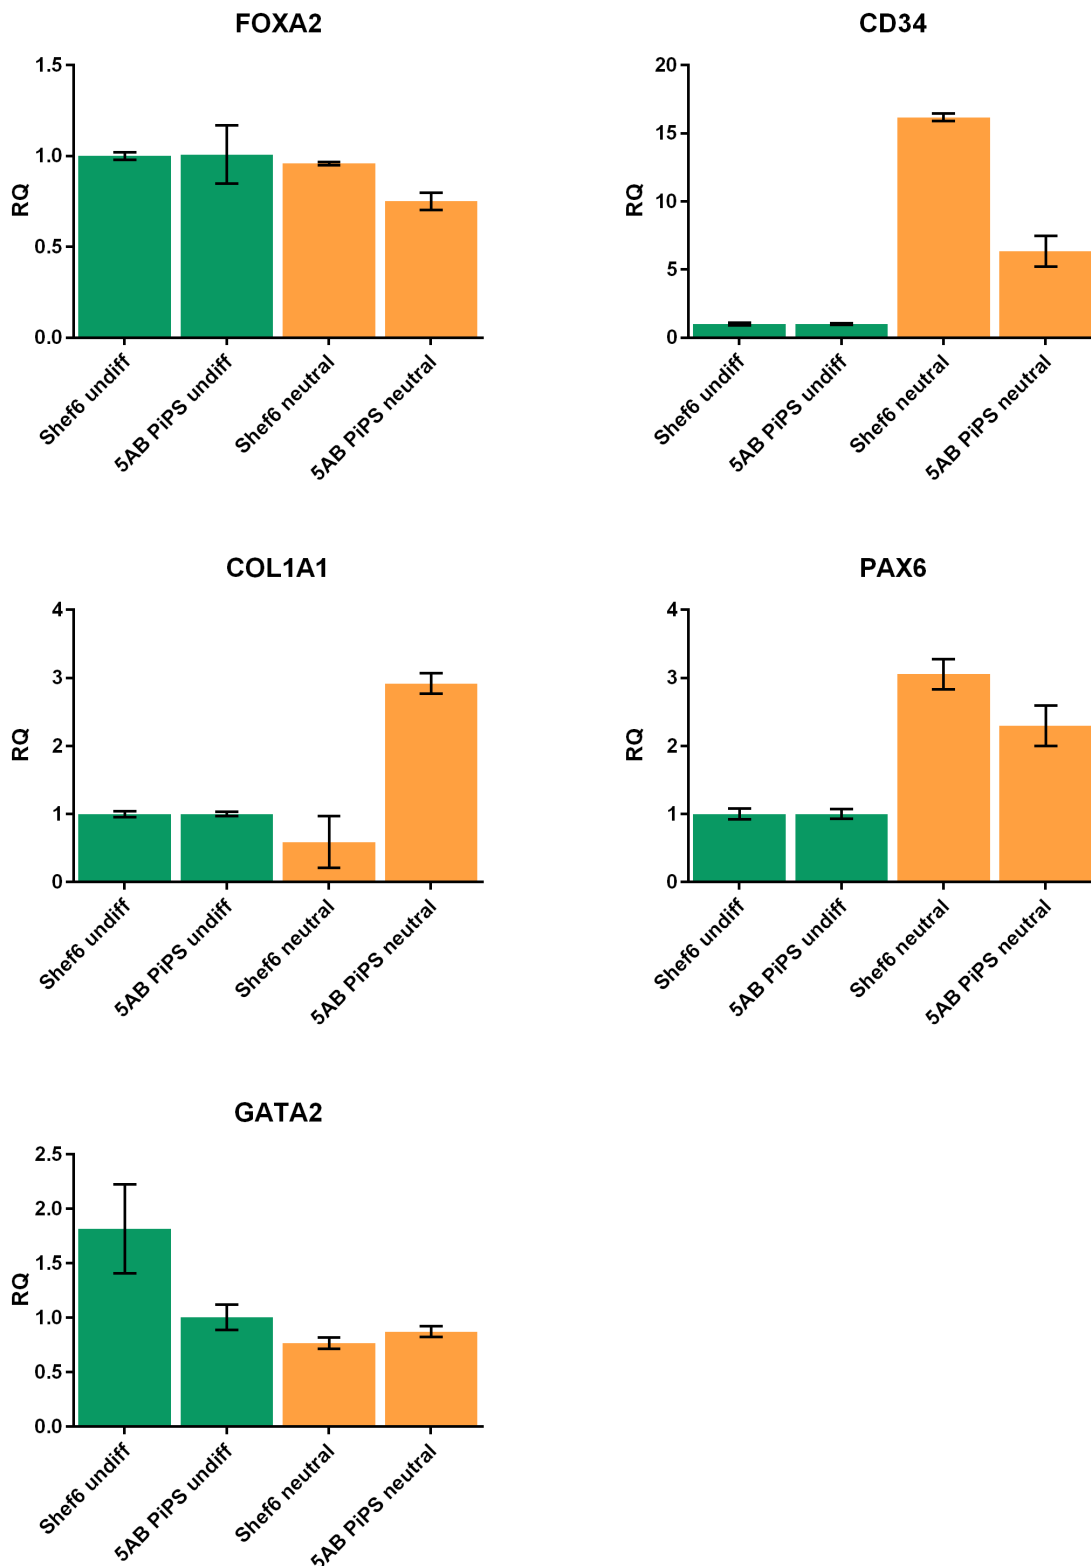 FOXA2
RQ
1.5
1.0
0.5
0.0
Shef6 undiff
5AB PiPS undiff
Shef6 neutral
5AB PiPS neutral
CD34
RQ
20
15
10
5
0
Shef6 undiff
5AB PiPS undiff
Shef6 neutral
5AB PiPS neutral
COL1A1
RQ
4
3
2
1
0
Shef6 undiff
5AB PiPS undiff
Shef6 neutral
5AB PiPS neutral
PAX6
RQ
4
3
2
1
0
Shef6 undiff
5AB PiPS undiff
Shef6 neutral
5AB PiPS neutral
GATA2
RQ
2.5
2.0
1.5
1.0
0.5
0.0
Shef6 undiff
5AB PiPS undiff
Shef6 neutral
5AB PiPS neutral